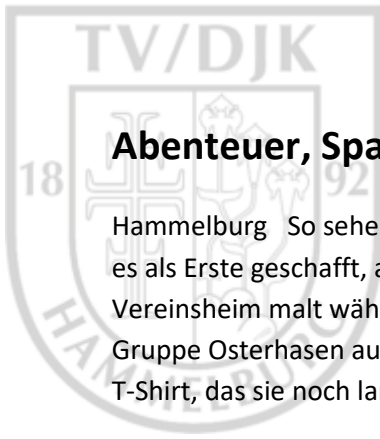 TV/DJK
18 92
HAMMELBURG
Abenteuer, Spa
Hammelburg So sehe
es als Erste geschafft, a
Vereinsheim malt wäh
Gruppe Osterhasen au
T-Shirt, das sie noch la